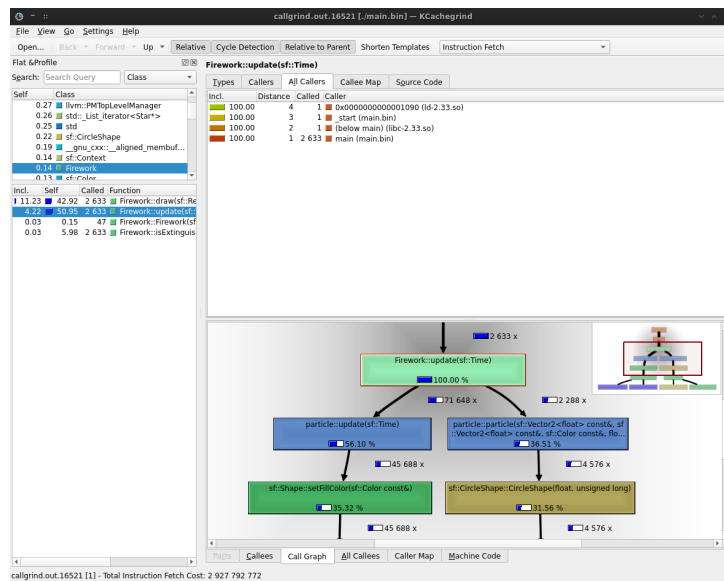 callgrind.out.16521 [./main.bin] — KCachegrind
File View Go Settings Help
Open... Back Forward Up Relative Cycle Detection Relative to Parent Shorten Templates Instruction Fetch
Flat &Profile
Search: Search Query Class
Self Class
0.27 llvm::PMTopLevelManager
0.26 std::_List_iterator<Star*>
0.25 std
0.22 sf::CircleShape
0.19 __gnu_cxx::__aligned_membuf...
0.14 sf::Context
0.14 Firework
0.13 sf::Color
Incl. Self Called Function
11.23 42.92 2 633 Firework::draw(sf::Re
4.22 50.95 2 633 Firework::update(sf::
0.03 0.15 47 Firework::Firework(sf
0.03 5.98 2 633 Firework::isExtinguis
Firework::update(sf::Time)
Types Callers All Callers Callee Map Source Code
Incl. Distance Called Caller
100.00 4 1 0x0000000000001090 (ld-2.33.so)
100.00 3 1 _start (main.bin)
100.00 2 1 (below main) (libc-2.33.so)
100.00 1 2 633 main (main.bin)
2 633 x
Firework::update(sf::Time)
100.00 %
71 648 x 2 288 x
particle::update(sf::Time)
56.10 %
particle::particle(sf::Vector2<float> const&, sf
::Vector2<float> const&, sf::Color const&, flo...
36.51 %
45 688 x 4 576 x
sf::Shape::setFillColor(sf::Color const&)
35.32 %
sf::CircleShape::CircleShape(float, unsigned long)
31.56 %
45 688 x 4 576 x
Parts Callees Call Graph All Callees Caller Map Machine Code
callgrind.out.16521 [1] - Total Instruction Fetch Cost: 2 927 792 772